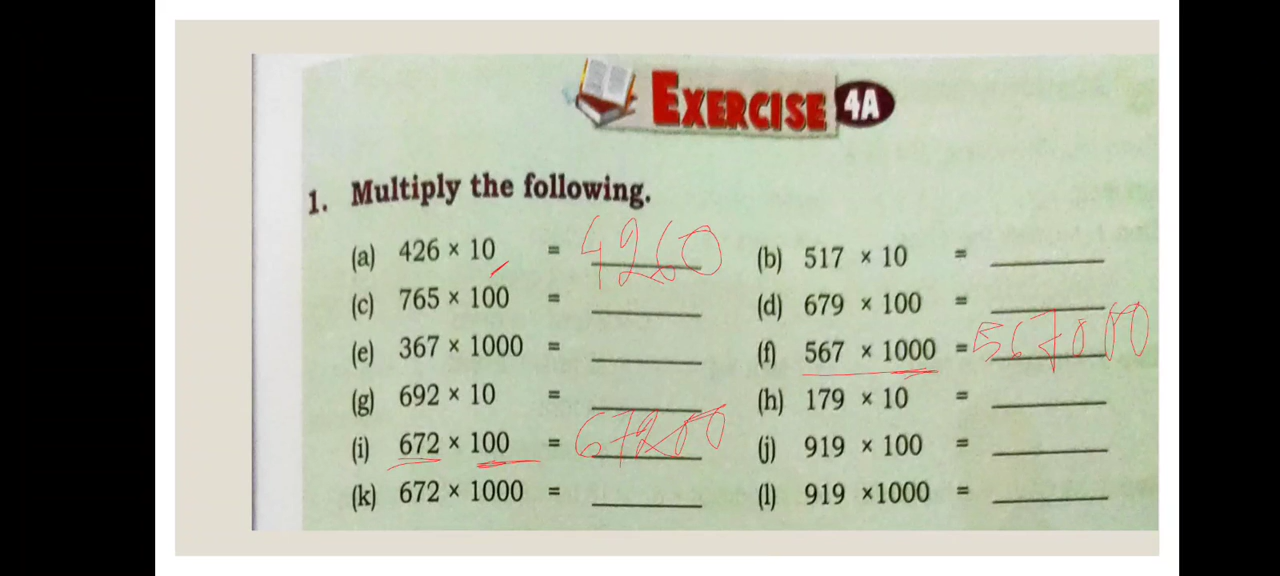 EXERCISE 4A
1. Multiply the following.
(a) 426 × 10 = 4260 (b) 517 × 10 = ______
(c) 765 × 100 = ______ (d) 679 × 100 = ______
(e) 367 × 1000 = ______ (f) 567 × 1000 = 567000
(g) 692 × 10 = ______ (h) 179 × 10 = ______
(i) 672 × 100 = 67200 (j) 919 × 100 = ______
(k) 672 × 1000 = ______ (l) 919 ×1000 = ______